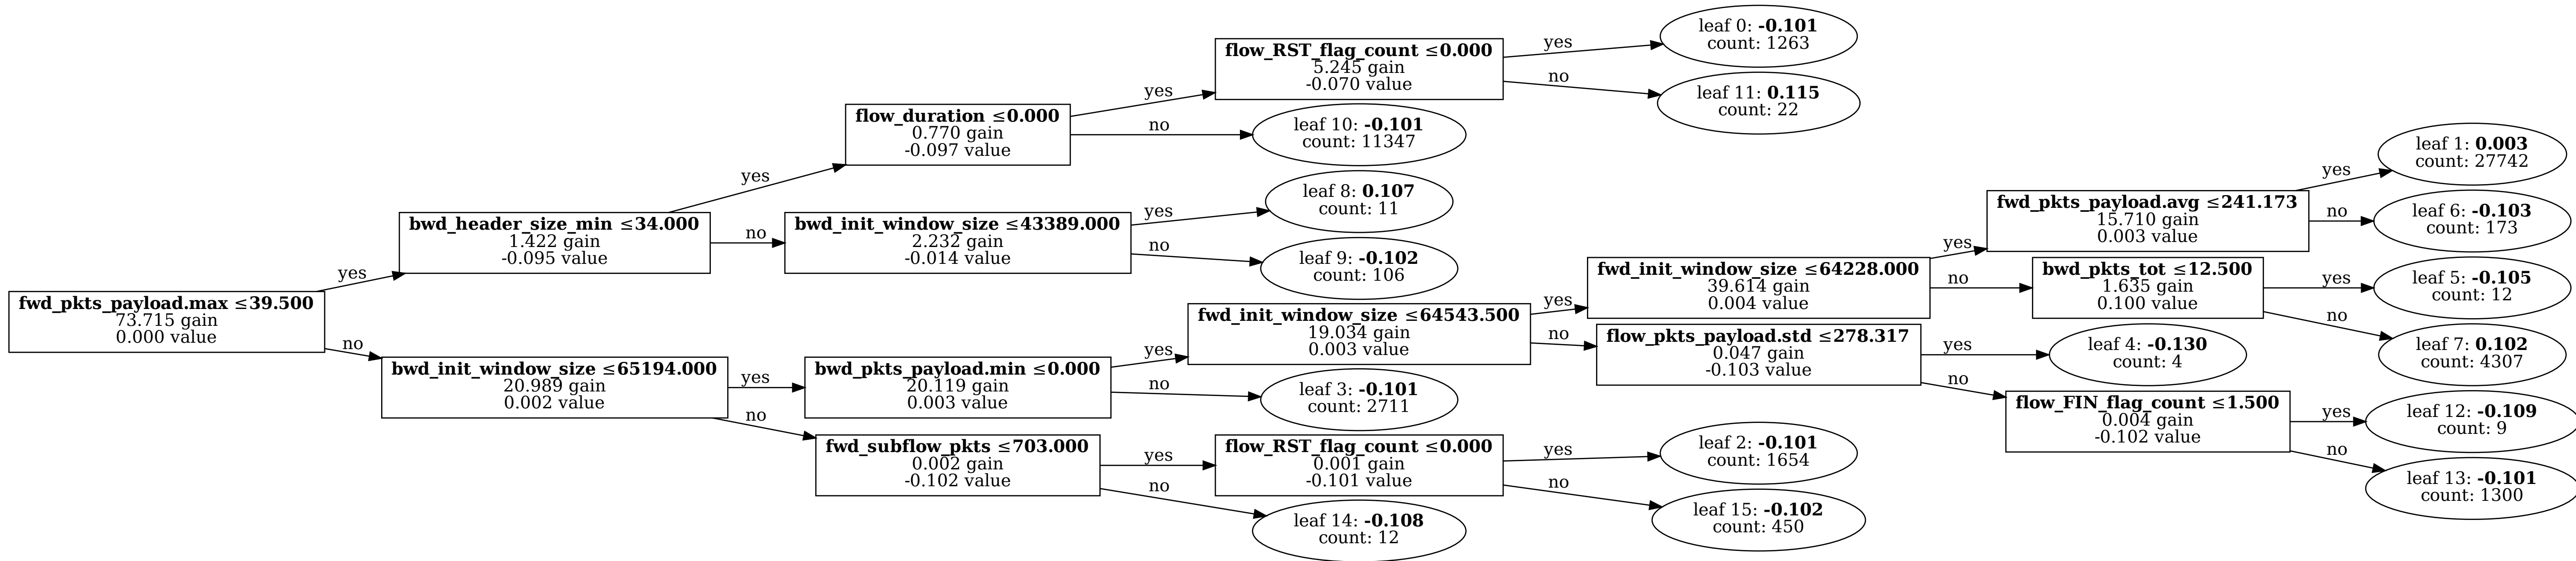 fwd_pkts_payload.max ≤39.500
73.715 gain
0.000 value
yes
no
bwd_header_size_min ≤34.000
1.422 gain
-0.095 value
yes
no
bwd_init_window_size ≤65194.000
20.989 gain
0.002 value
yes
no
flow_duration ≤0.000
0.770 gain
-0.097 value
yes
no
bwd_init_window_size ≤43389.000
2.232 gain
-0.014 value
yes
no
bwd_pkts_payload.min ≤0.000
20.119 gain
0.003 value
yes
no
fwd_subflow_pkts ≤703.000
0.002 gain
-0.102 value
yes
no
flow_RST_flag_count ≤0.000
5.245 gain
-0.070 value
yes
no
leaf 10: -0.101
count: 11347
leaf 8: 0.107
count: 11
leaf 9: -0.102
count: 106
fwd_init_window_size ≤64543.500
19.034 gain
0.003 value
yes
no
leaf 3: -0.101
count: 2711
flow_RST_flag_count ≤0.000
0.001 gain
-0.101 value
yes
no
leaf 14: -0.108
count: 12
leaf 0: -0.101
count: 1263
leaf 11: 0.115
count: 22
fwd_init_window_size ≤64228.000
39.614 gain
0.004 value
yes
no
flow_pkts_payload.std ≤278.317
0.047 gain
-0.103 value
yes
no
leaf 2: -0.101
count: 1654
leaf 15: -0.102
count: 450
fwd_pkts_payload.avg ≤241.173
15.710 gain
0.003 value
yes
no
bwd_pkts_tot ≤12.500
1.635 gain
0.100 value
yes
no
leaf 4: -0.130
count: 4
flow_FIN_flag_count ≤1.500
0.004 gain
-0.102 value
yes
no
leaf 1: 0.003
count: 27742
leaf 6: -0.103
count: 173
leaf 5: -0.105
count: 12
leaf 7: 0.102
count: 4307
leaf 12: -0.109
count: 9
leaf 13: -0.101
count: 1300